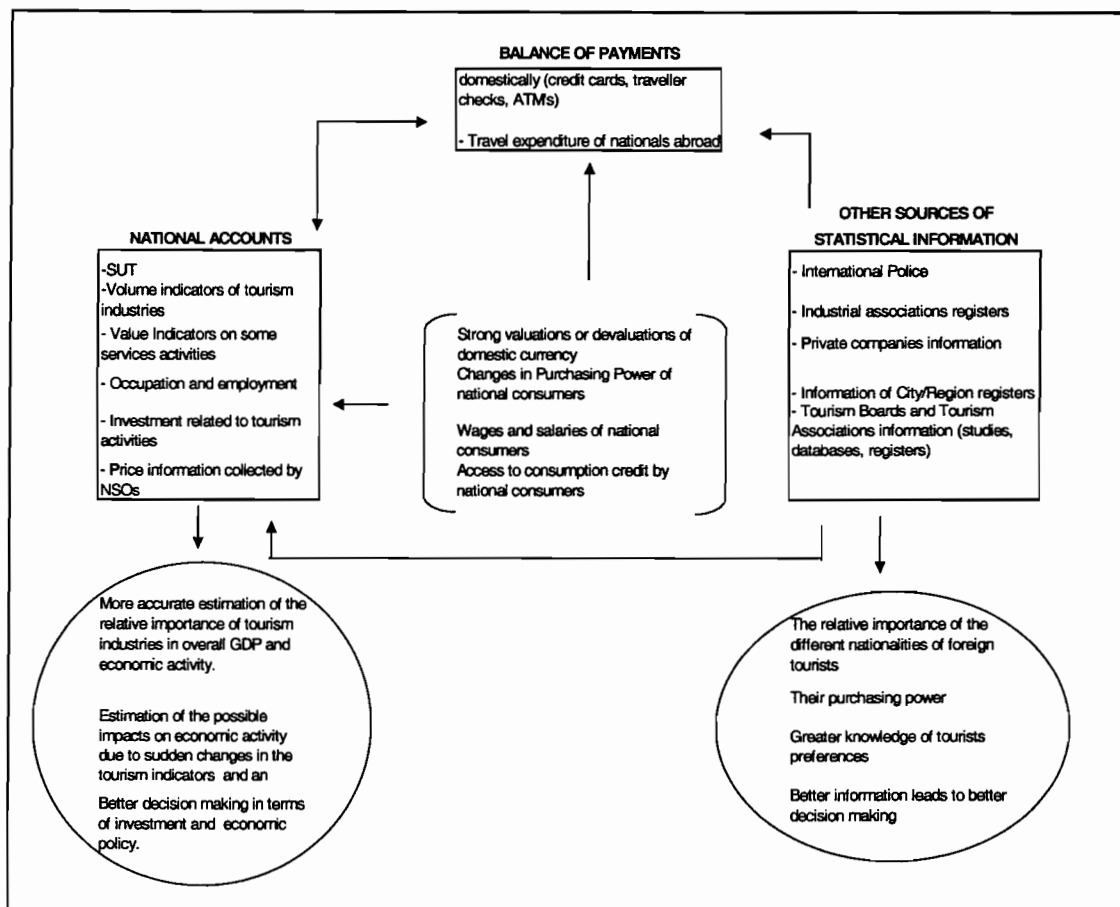 BALANCE OF PAYMENTS
domestically (credit cards, traveller
checks, ATM's)
- Travel expenditure of nationals abroad
NATIONAL ACCOUNTS
-SUT
-Volume indicators of tourism
industries
- Value Indicators on some
services activities
- Occupation and employment
- Investment related to tourism
activities
- Price information collected by
NSOs
Strong valuations or devaluations of
domestic currency
Changes in Purchasing Power of
national consumers
Wages and salaries of national
consumers
Access to consumption credit by
national consumers
OTHER SOURCES OF
STATISTICAL INFORMATION
- International Police
- Industrial associations registers
- Private companies information
- Information of City/Region registers
- Tourism Boards and Tourism
Associations information (studies,
databases, registers)
More accurate estimation of the
relative importance of tourism
industries in overall GDP and
economic activity.
Estimation of the possible
impacts on economic activity
due to sudden changes in the
tourism indicators and an
Better decision making in terms
of investment and economic
policy.
The relative importance of the
different nationalities of foreign
tourists
Their purchasing power
Greater knowledge of tourists
preferences
Better information leads to better
decision making